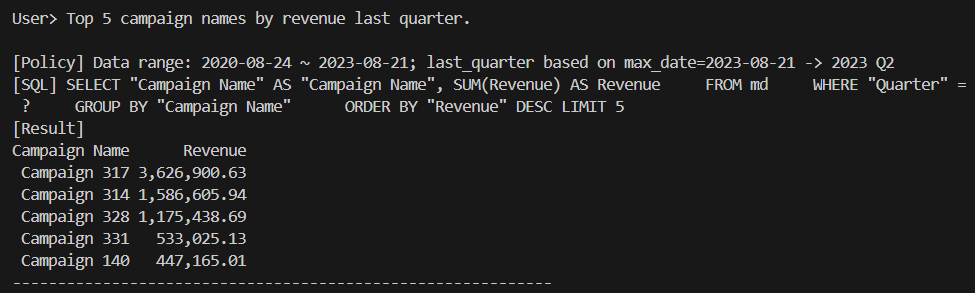 User> Top 5 campaign names by revenue last quarter.
[Policy] Data range: 2020-08-24 ~ 2023-08-21; last_quarter based on max_date=2023-08-21 -> 2023 Q2
[SQL] SELECT "Campaign Name" AS "Campaign Name", SUM(Revenue) AS Revenue     FROM md     WHERE "Quarter" =
 ?     GROUP BY "Campaign Name"      ORDER BY "Revenue" DESC LIMIT 5
[Result]
Campaign Name      Revenue
 Campaign 317 3,626,900.63
 Campaign 314 1,586,605.94
 Campaign 328 1,175,438.69
 Campaign 331   533,025.13
 Campaign 140   447,165.01
------------------------------------------------------------